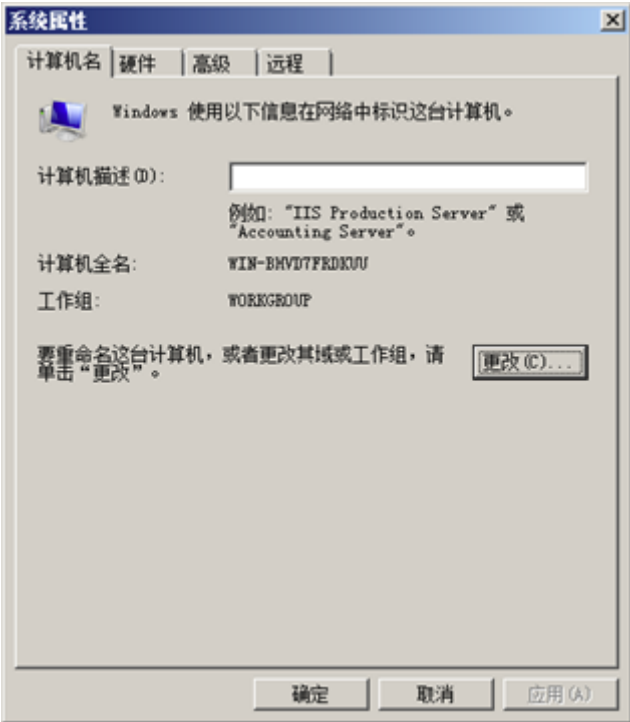 系统属性
计算机名 硬件 高级 远程
Windows 使用以下信息在网络中标识这台计算机。
计算机描述(D):
例如: "IIS Production Server" 或
"Accounting Server"。
计算机全名: WIN-BMVD7FRDKUU
工作组: WORKGROUP
要重命名这台计算机，或者更改其域或工作组，请
单击“更改”。
更改(C)...
确定 取消 应用(A)